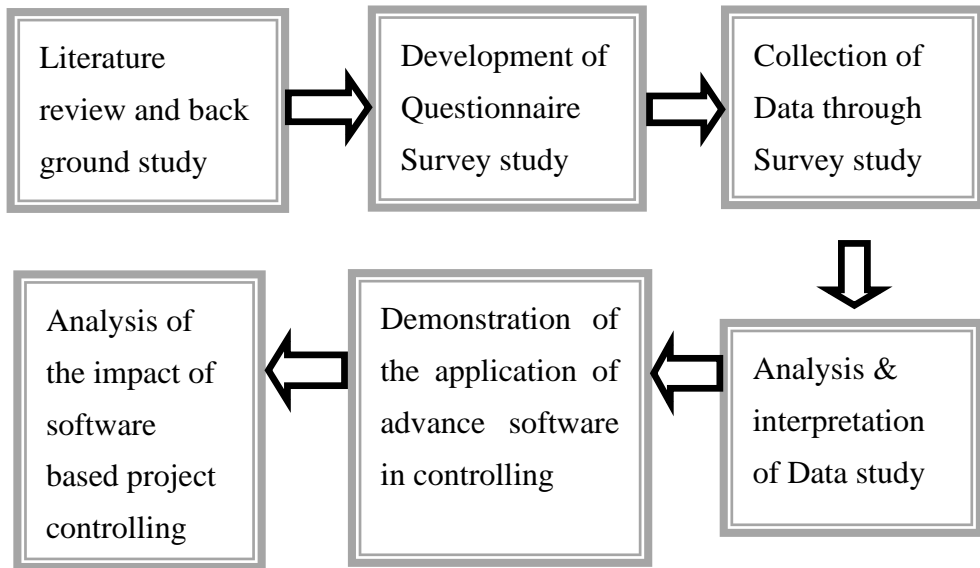 Literature
review and back
ground study
Development of
Questionnaire
Survey study
Collection of
Data through
Survey study
Analysis &
interpretation
of Data study
Demonstration of
the application of
advance software
in controlling
Analysis of
the impact of
software
based project
controlling